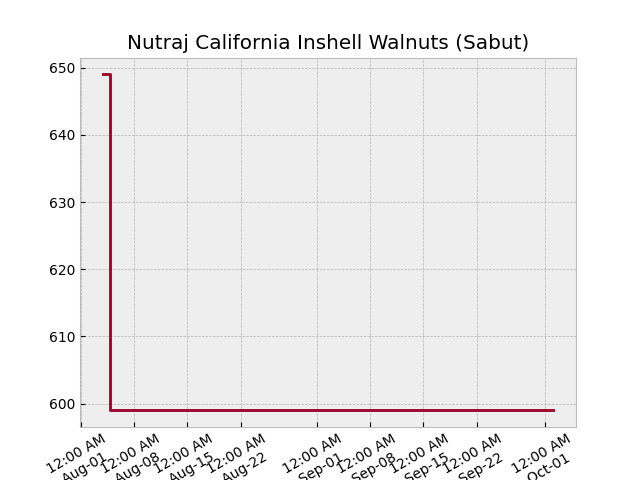 Nutraj California Inshell Walnuts (Sabut)
650
640
630
620
610
600
12:00 AM
Aug-01
12:00 AM
Aug-08
12:00 AM
Aug-15
12:00 AM
Aug-22
12:00 AM
Sep-01
12:00 AM
Sep-08
12:00 AM
Sep-15
12:00 AM
Sep-22
12:00 AM
Oct-01